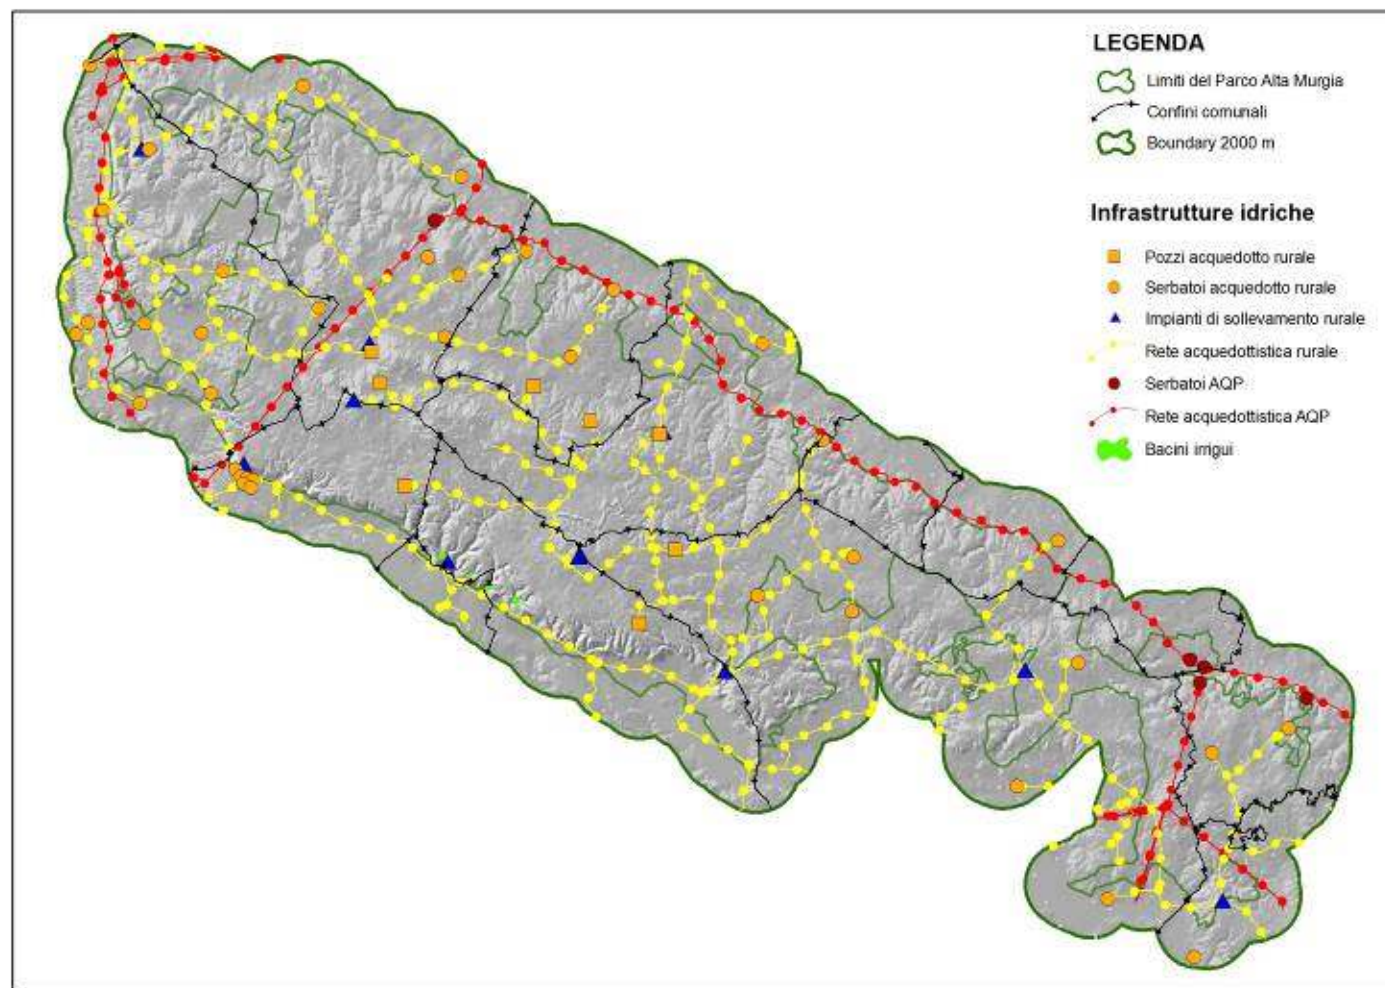 LEGENDA
Limiti del Parco Alta Murgia
Confini comunali
Boundary 2000 m
Infrastrutture idriche
Pozzi acquedotto rurale
Serbatoi acquedotto rurale
Impianti di sollevamento rurale
Rete acquedottistica rurale
Serbatoi AQP
Rete acquedottistica AQP
Bacini irrigui